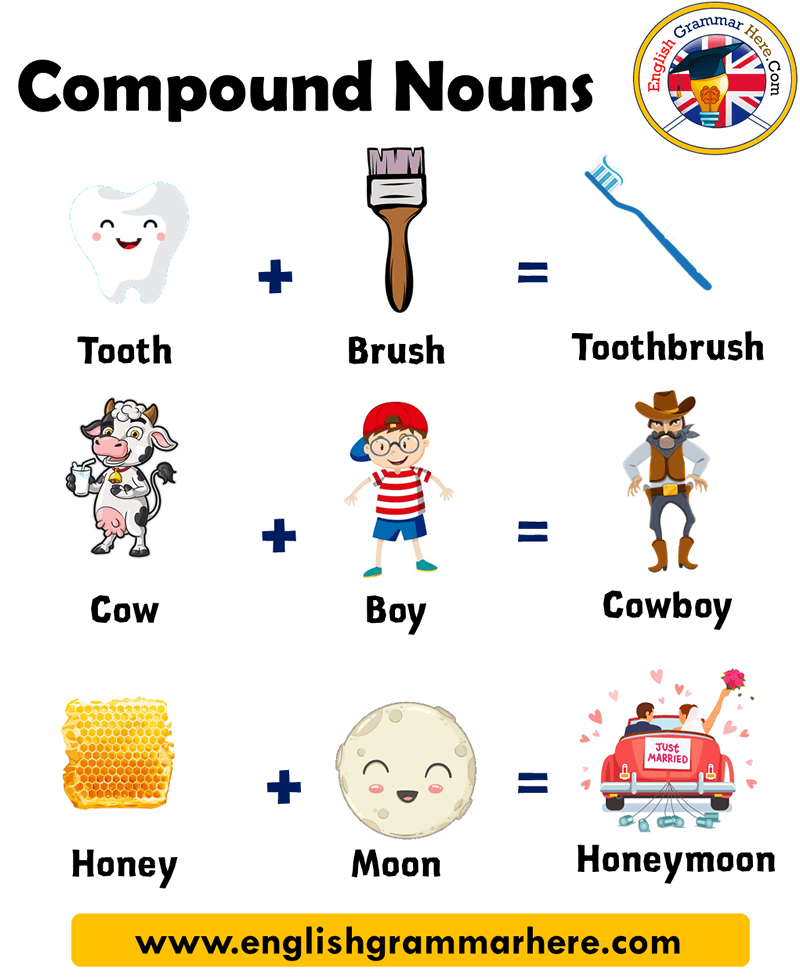 Compound Nouns
English Grammar Here.Com
+ =
Tooth Brush Toothbrush
+ =
Cow Boy Cowboy
JUST
MARRIED
+ =
Honey Moon Honeymoon
www.englishgrammarhere.com